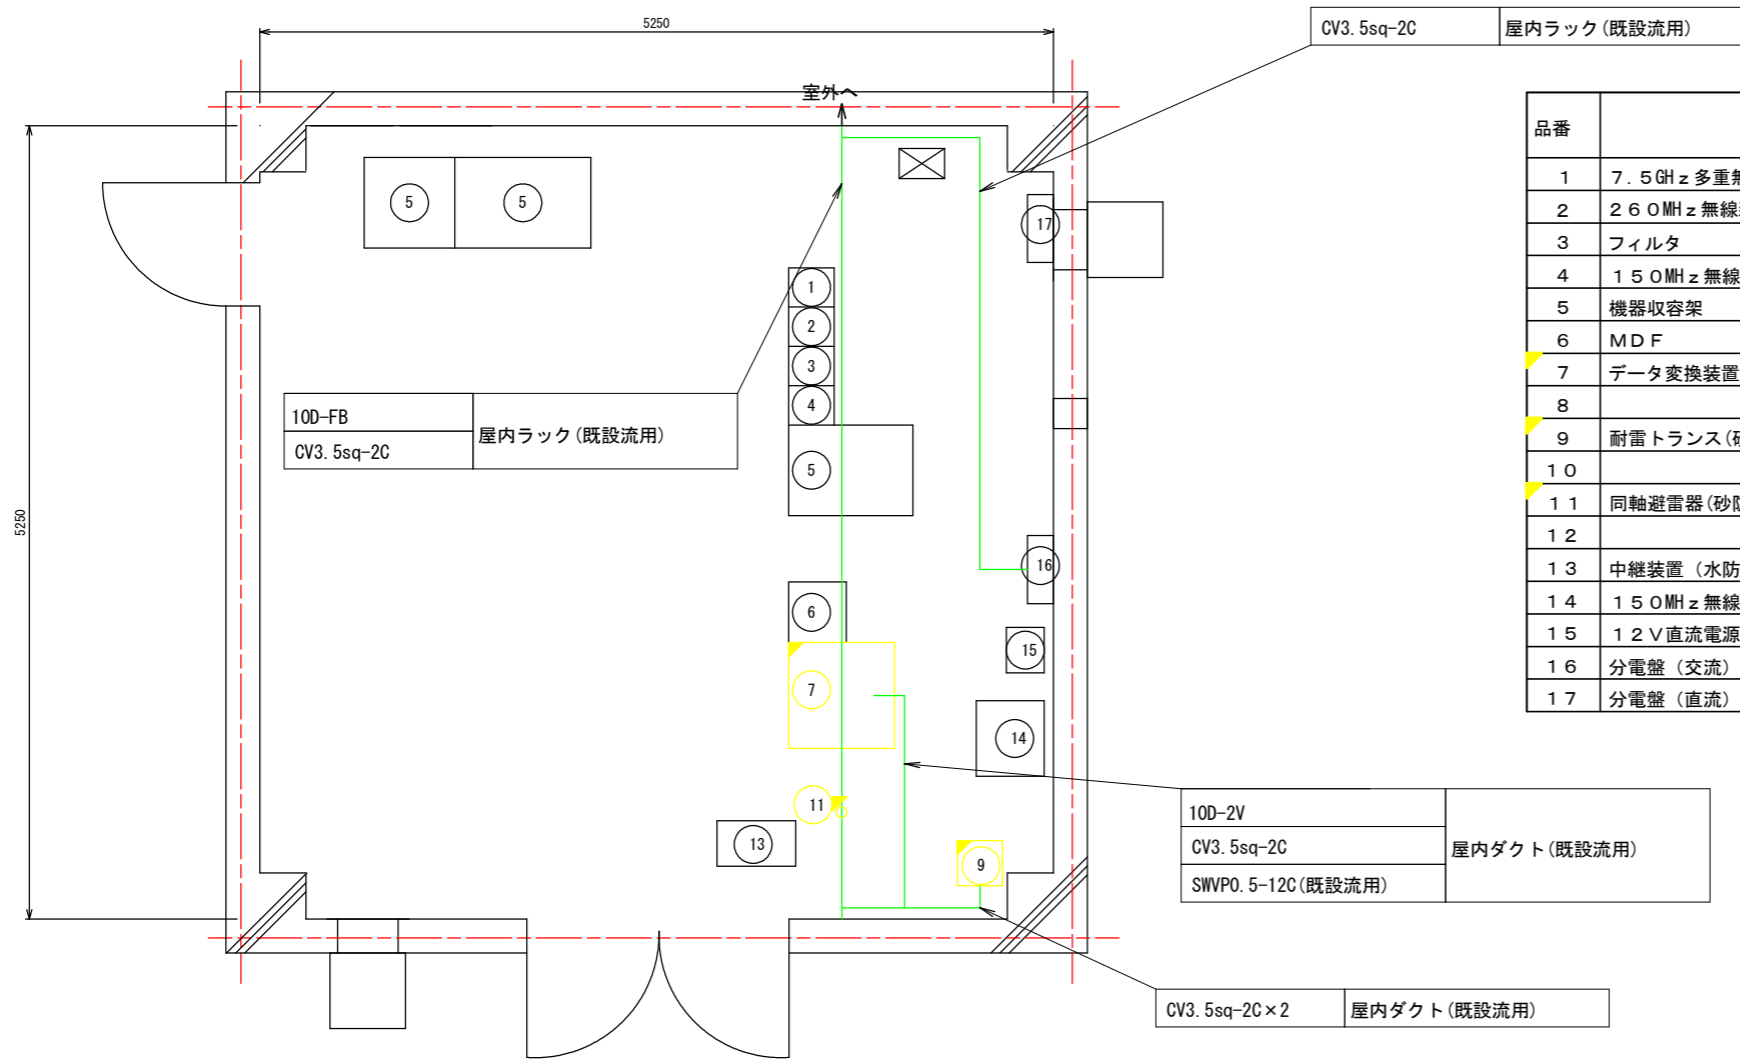 5250
CV3.5sq-2C 屋内ラック(既設流用)
室外へ
品番
1 7.5GHz多重無
2 260MHz無線
3 フィルタ
4 150MHz無線
5 機器収容架
6 MDF
7 データ変換装置
8
9 耐雷トランス(
10
11 同軸避雷器(砂防
12
13 中継装置(水防
14 150MHz無線
15 12V直流電源
16 分電盤(交流)
17 分電盤(直流)
5
5
17
1
2
3
4
10D-FB
CV3.5sq-2C
屋内ラック(既設流用)
5
5250
16
6
15
7
14
11
13
9
10D-2V
CV3.5sq-2C
SWVP0.5-12C(既設流用)
屋内ダクト(既設流用)
CV3.5sq-2C×2 屋内ダクト(既設流用)